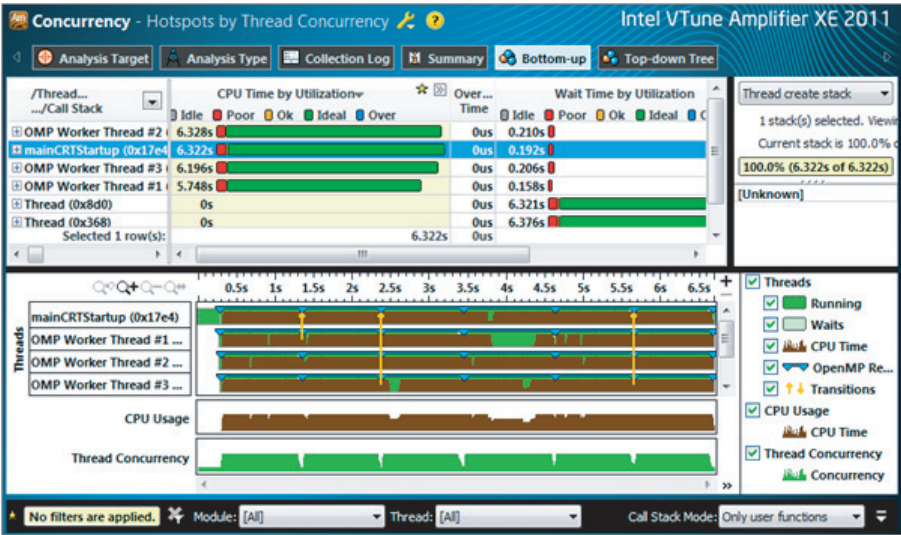 Concurrency - Hotspots by Thread Concurrency
Intel VTune Amplifier XE 2011
Analysis Target
Analysis Type
Collection Log
Summary
Bottom-up
Top-down Tree
/Thread...
.../Call Stack
CPU Time by Utilization
Idle Poor Ok Ideal Over
Over...
Time
Wait Time by Utilization
Idle Poor Ok Ideal
OMP Worker Thread #2 6.328s 0us 0.210s
mainCRTStartup (0x17e4 6.322s 0us 0.192s
OMP Worker Thread #3 6.196s 0us 0.206s
OMP Worker Thread #1 5.748s 0us 0.158s
Thread (0x8d0) 0s 0us 6.321s
Thread (0x368) 0s 0us 6.376s
Selected 1 row(s): 6.322s 0us
Thread create stack
1 stack(s) selected. Viewin
Current stack is 100.0%
100.0% (6.322s of 6.322s)
[Unknown]
0.5s 1s 1.5s 2s 2.5s 3s 3.5s 4s 4.5s 5s 5.5s 6s 6.5s
Threads
mainCRTStartup (0x17e4)
OMP Worker Thread #1 ...
OMP Worker Thread #2 ...
OMP Worker Thread #3 ...
CPU Usage
Thread Concurrency
Threads
Running
Waits
CPU Time
OpenMP Re...
Transitions
CPU Usage
CPU Time
Thread Concurrency
Concurrency
No filters are applied.
Module: [All]
Thread: [All]
Call Stack Mode: Only user functions